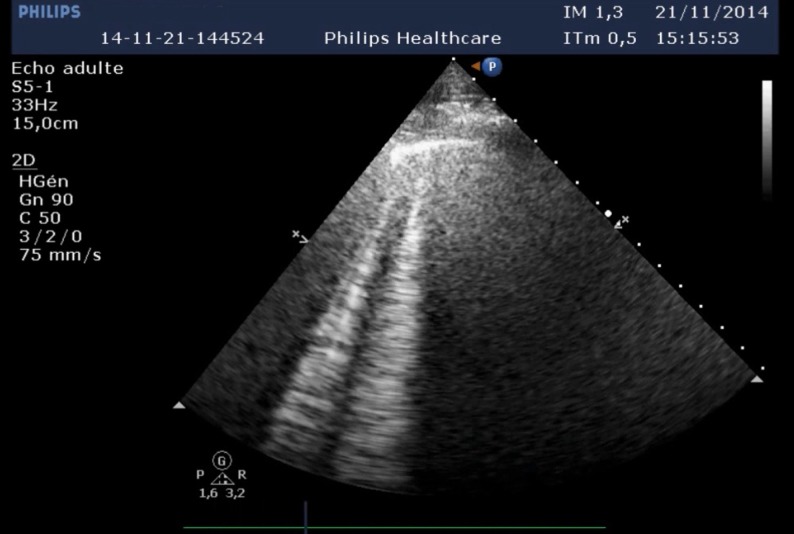 PHILIPS
IM 1,3 21/11/2014
14-11-21-144524 Philips Healthcare ITm 0,5 15:15:53
P
Echo adulte
S5-1
33Hz
15,0cm
2D
HGén
Gn 90
C 50
3/2/0
75 mm/s
x
x
G
P R
1,6 3,2